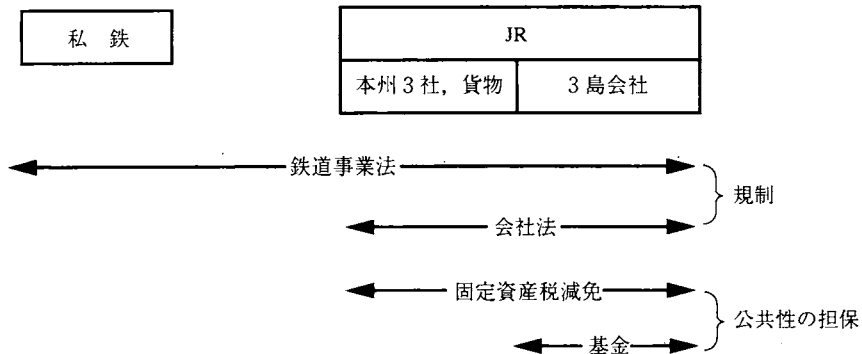 私 鉄
JR
本州3社，貨物
3島会社
鉄道事業法
規制
会社法
固定資産税減免
公共性の担保
基金